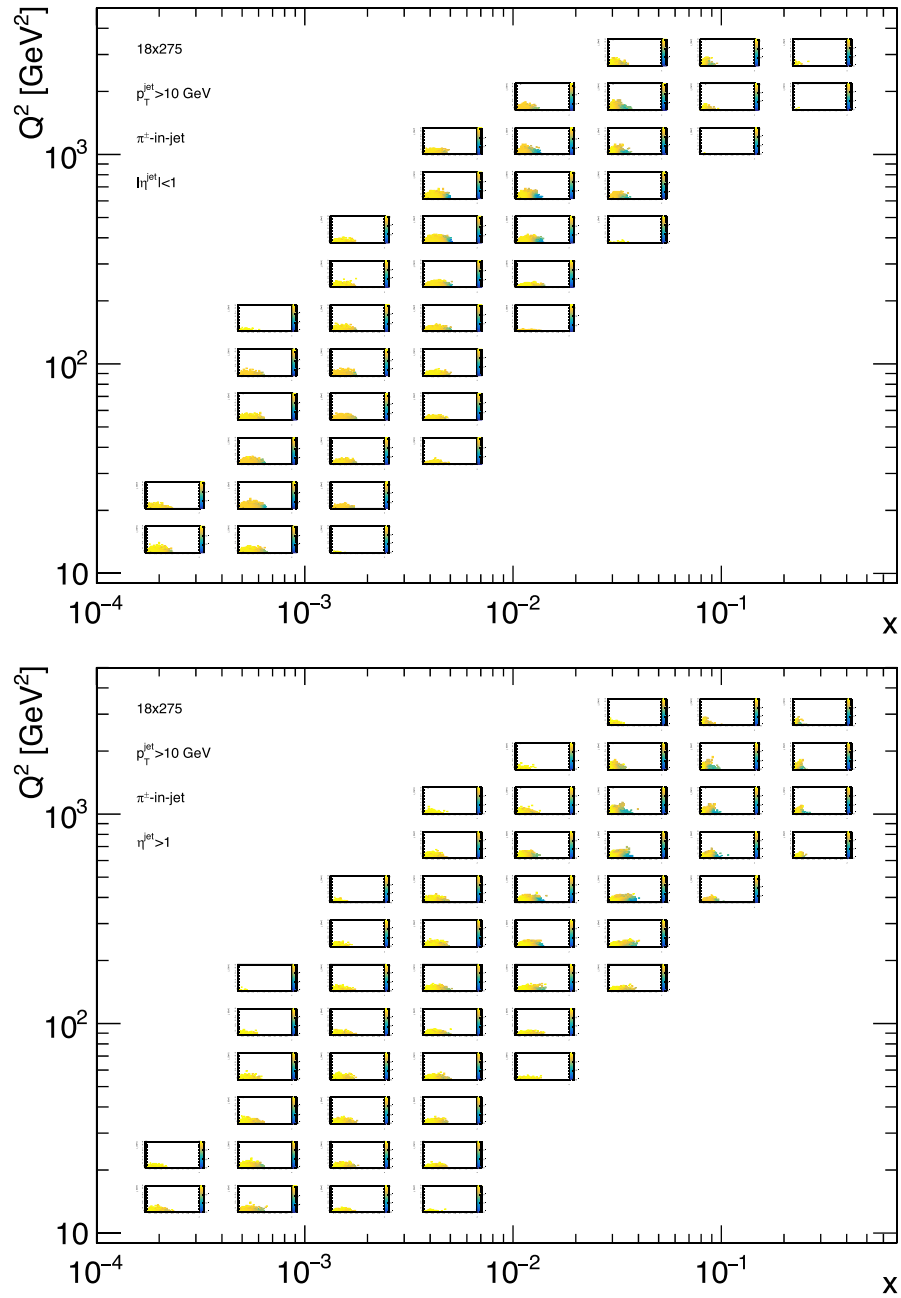 Q² [GeV²]
18x275
p_T^jet>10 GeV
π±-in-jet
|η^jet|<1
10³
10²
10
10⁻⁴ 10⁻³ 10⁻² 10⁻¹
x
Q² [GeV²]
18x275
p_T^jet>10 GeV
π±-in-jet
η^jet>1
10³
10²
10
10⁻⁴ 10⁻³ 10⁻² 10⁻¹
x